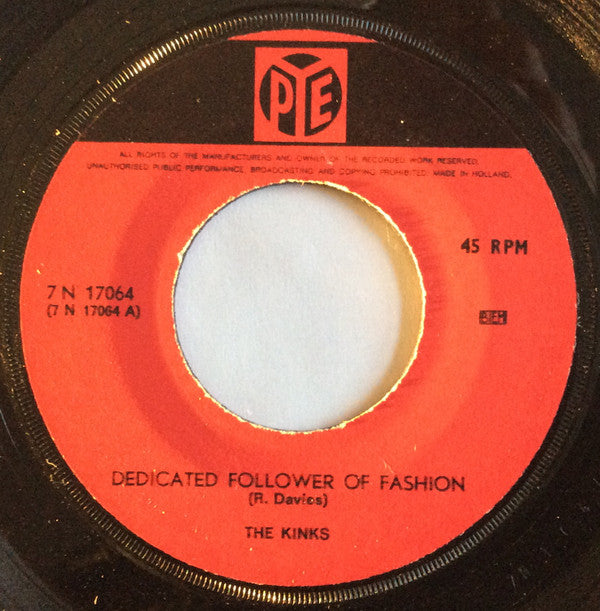 PYE
ALL RIGHTS OF THE MANUFACTURERS AND OWNER OF THE RECORDED WORK RESERVED.
UNAUTHORISED PUBLIC PERFORMANCE, BROADCASTING AND COPYING PROHIBITED. MADE IN HOLLAND.
45 RPM
7 N 17064
(7 N 17064 A)
DEDICATED FOLLOWER OF FASHION
(R. Davies)
THE KINKS